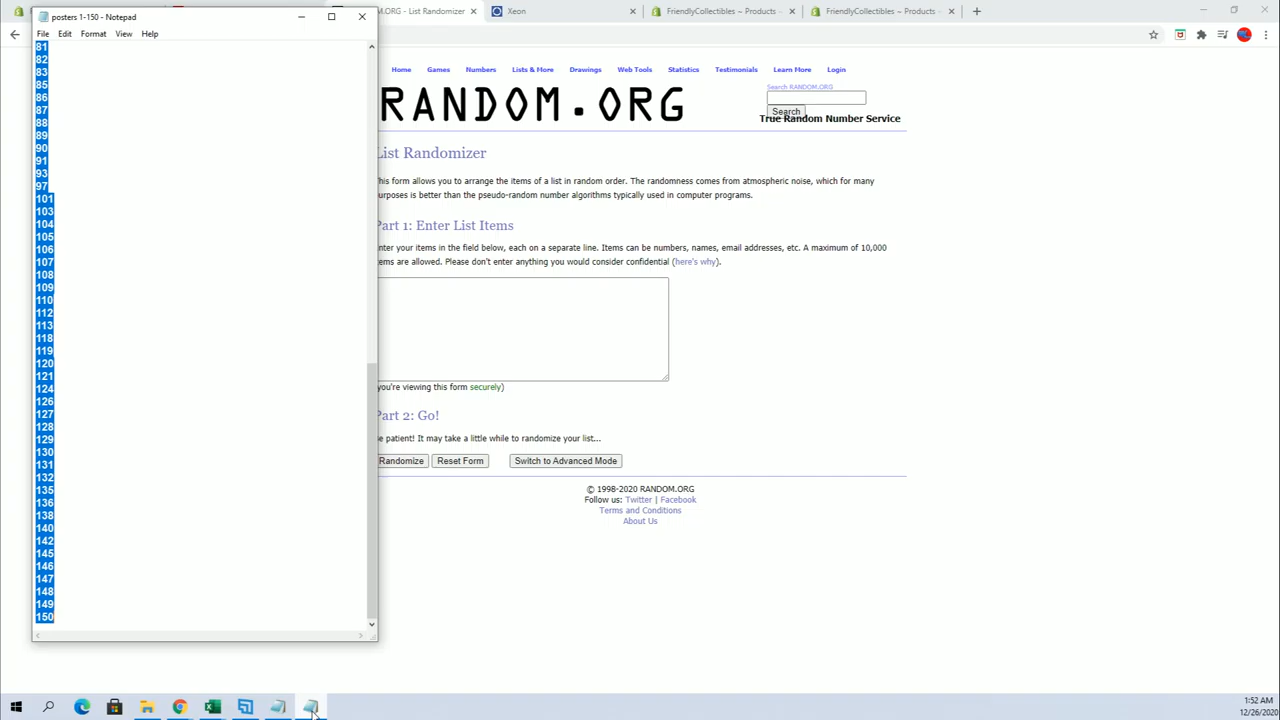 posters 1-150 - Notepad
File Edit Format View Help
81
82
83
85
86
87
88
89
90
91
93
97
101
103
104
105
106
107
108
109
110
112
113
118
119
120
121
124
126
127
128
129
130
131
132
135
136
138
140
142
145
146
147
148
149
150
M.ORG - List Randomizer
Xeon
FriendlyCollectibles ~ Products -
FriendlyCollectibles ~ Products -
Home Games Numbers Lists & More Drawings Web Tools Statistics Testimonials Learn More Login
RANDOM.ORG
Search RANDOM.ORG
Search
True Random Number Service
List Randomizer
his form allows you to arrange the items of a list in random order. The randomness comes from atmospheric noise, which for many
urposes is better than the pseudo-random number algorithms typically used in computer programs.
Part 1: Enter List Items
nter your items in the field below, each on a separate line. Items can be numbers, names, email addresses, etc. A maximum of 10,000
ems are allowed. Please don't enter anything you would consider confidential (here's why).
you're viewing this form securely)
Part 2: Go!
e patient! It may take a little while to randomize your list...
Randomize Reset Form Switch to Advanced Mode
© 1998-2020 RANDOM.ORG
Follow us: Twitter | Facebook
Terms and Conditions
About Us
1:52 AM
12/26/2020